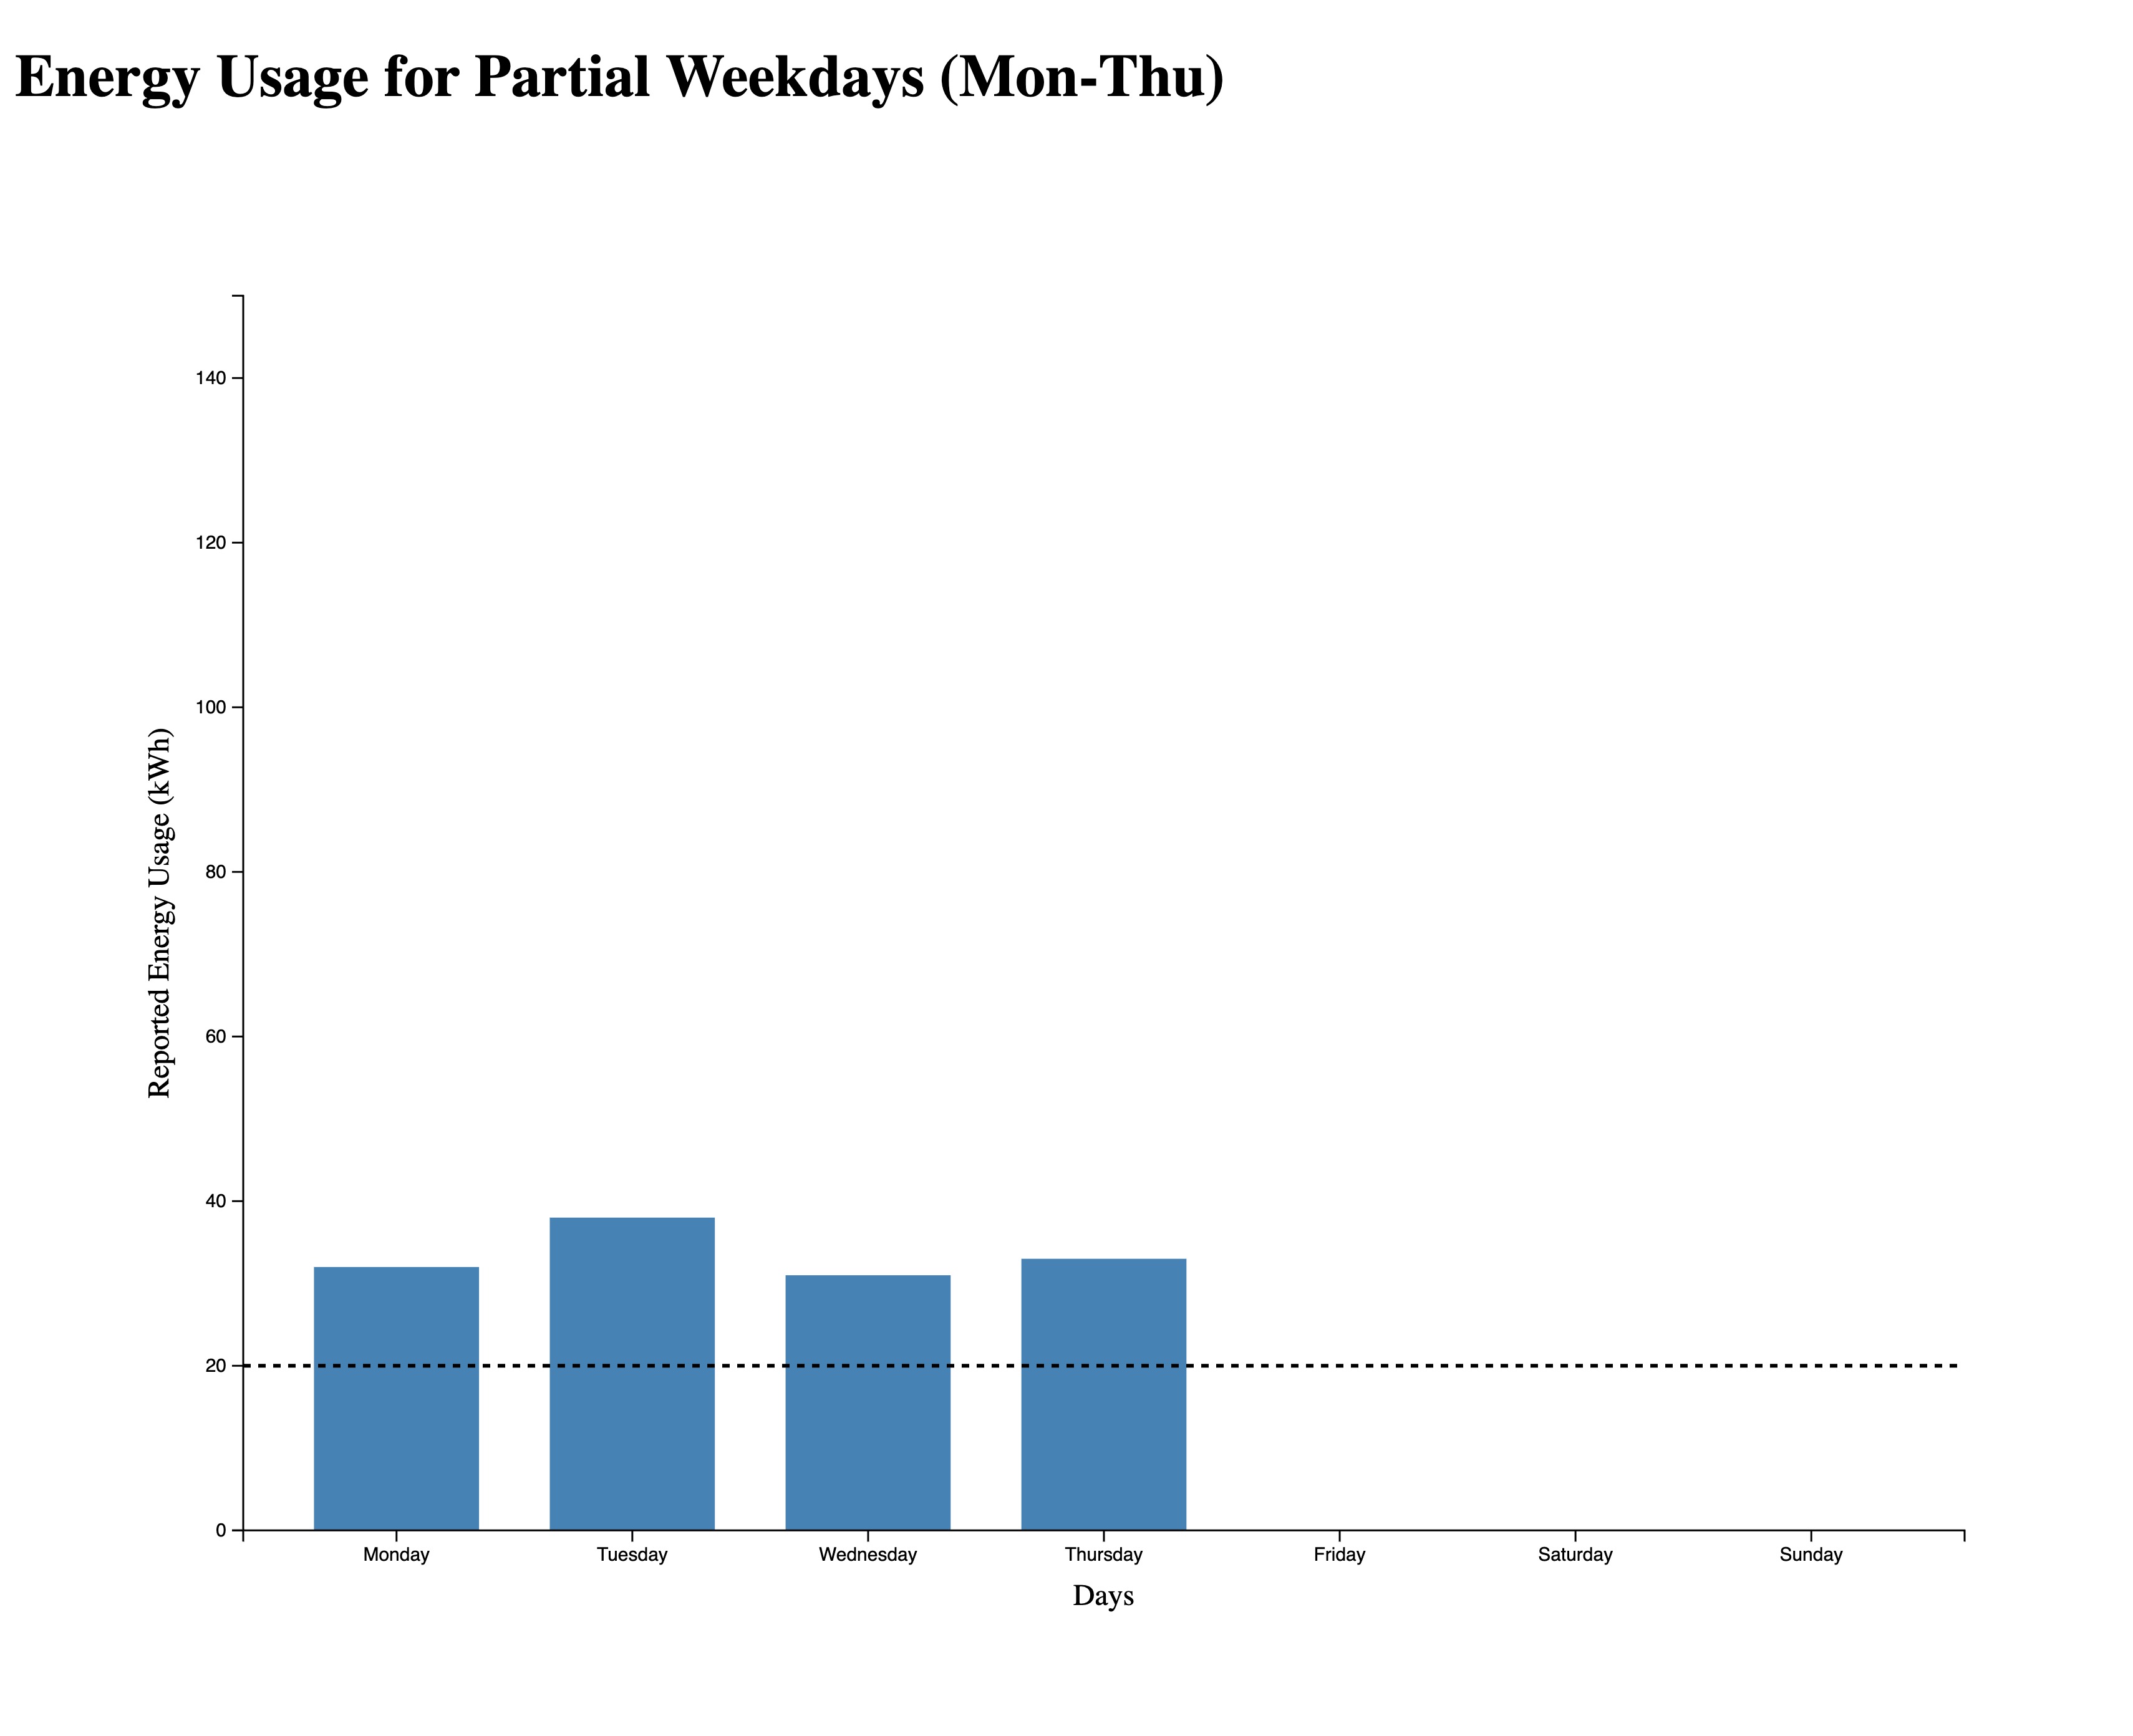 Energy Usage for Partial Weekdays (Mon-Thu)
Reported Energy Usage (kWh)
140
120
100
80
60
40
20
0
Monday Tuesday Wednesday Thursday Friday Saturday Sunday
Days